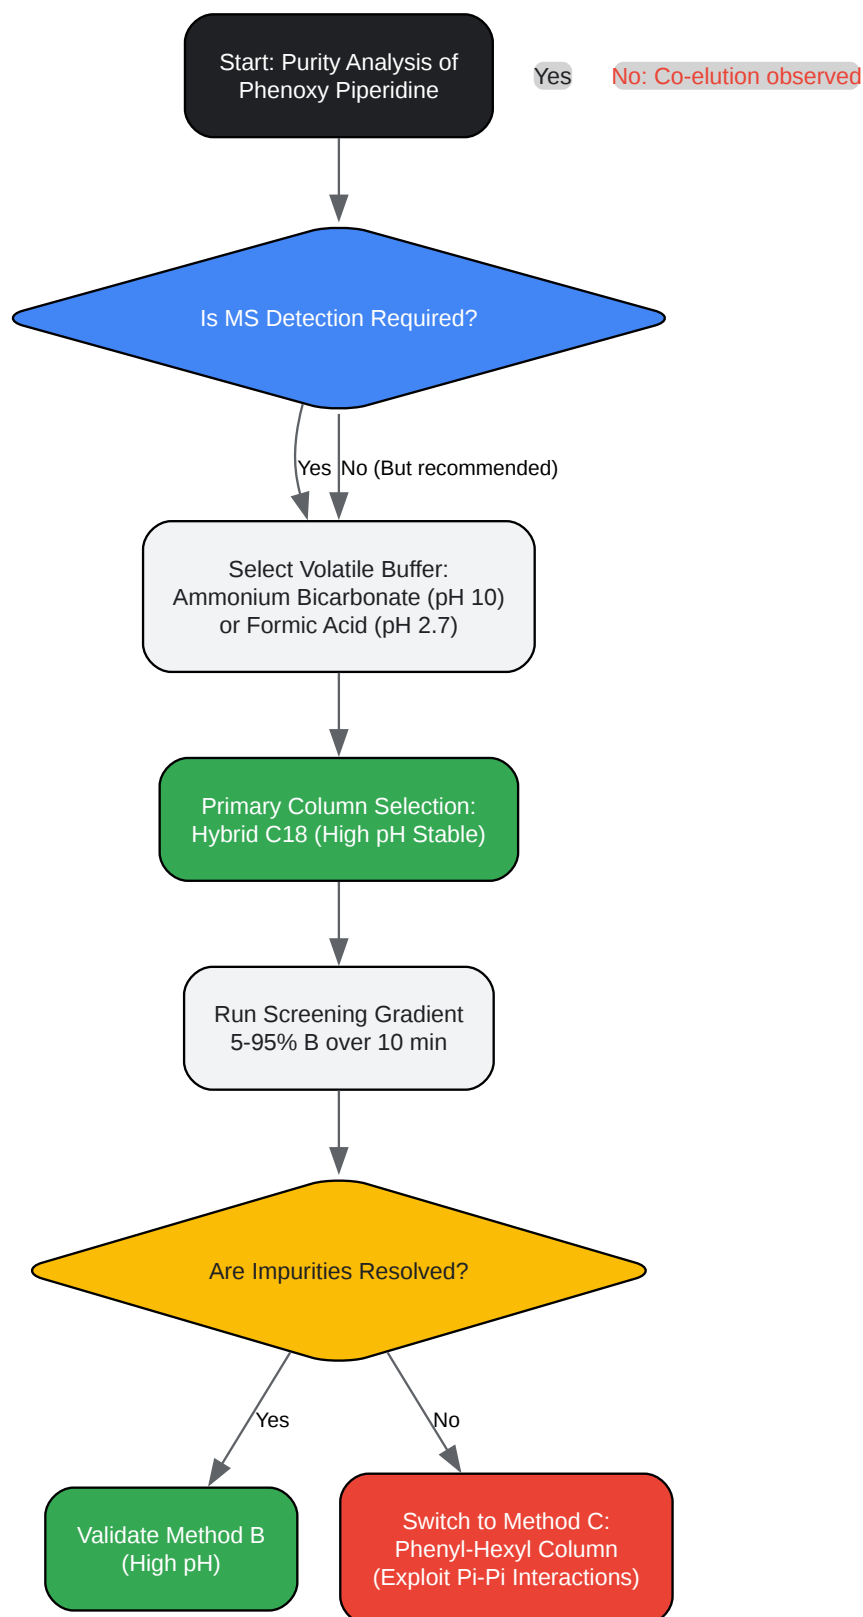 Start: Purity Analysis of
Phenoxy Piperidine
Yes
No: Co-elution observed
Is MS Detection Required?
Yes
No (But recommended)
Select Volatile Buffer:
Ammonium Bicarbonate (pH 10)
or Formic Acid (pH 2.7)
Primary Column Selection:
Hybrid C18 (High pH Stable)
Run Screening Gradient
5-95% B over 10 min
Are Impurities Resolved?
Yes
No
Validate Method B
(High pH)
Switch to Method C:
Phenyl-Hexyl Column
(Exploit Pi-Pi Interactions)